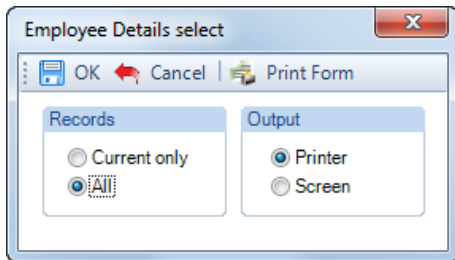 Employee Details select
OK Cancel Print Form
Records Output
Current only Printer
All Screen